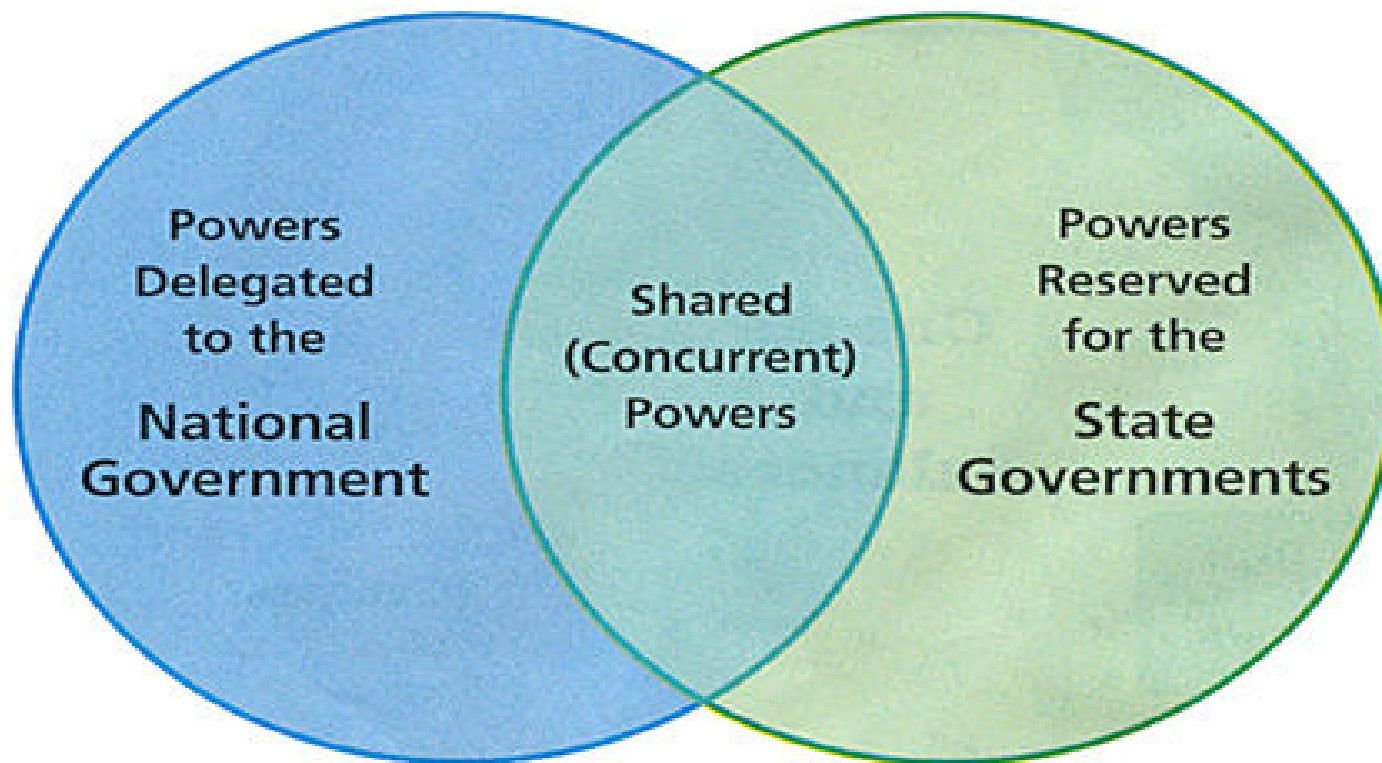 Powers
Delegated
to the
National
Government
Shared
(Concurrent)
Powers
Powers
Reserved
for the
State
Governments